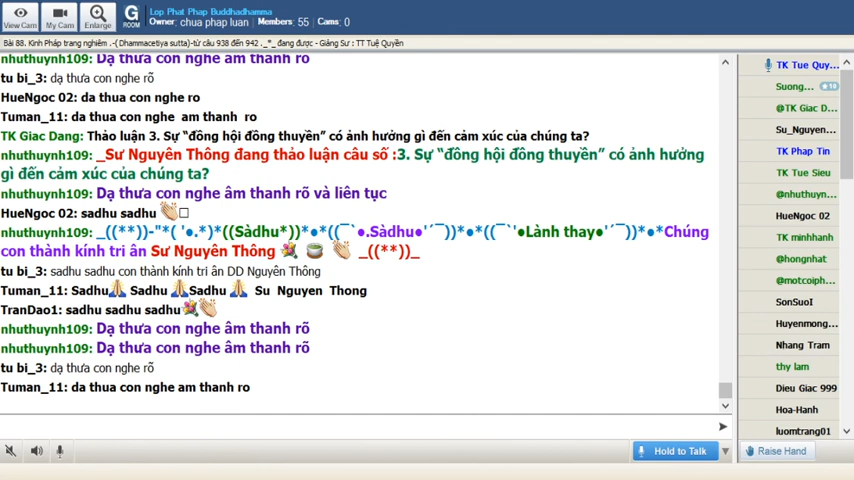 Lop Phat Phap Buddhadhamma
Owner: chua phap luan Members: 55 Cams: 0
View Cam
My Cam
Enlarge
G
ROOM
Bài 88. Kinh Pháp trang nghiêm .-( Dhammacetiya sutta)-từ câu 938 đến 942 ._*_ đang được - Giảng Sư : TT Tuệ Quyền
nhuthuynh109: Dạ thưa con nghe âm thanh rõ
tu bi_3: dạ thưa con nghe rõ
HueNgoc 02: da thua con nghe ro
Tuman_11: da thua con nghe am thanh ro
TK Giac Dang: Thảo luận 3. Sự “đồng hội đồng thuyền” có ảnh hưởng gì đến cảm xúc của chúng ta?
nhuthuynh109: _Sư Nguyên Thông đang thảo luận câu số :3. Sự “đồng hội đồng thuyền” có ảnh hưởng
gì đến cảm xúc của chúng ta?
nhuthuynh109: Dạ thưa con nghe âm thanh rõ và liên tục
HueNgoc 02: sadhu sadhu 👏□
nhuthuynh109: _((**))-"*( '●.*)*((Sàdhu*))*●*((¯`●.Sàdhu●'´¯))*●*((¯`'●Lành thay●'´¯))*●*Chúng
con thành kính tri ân Sư Nguyên Thông 💐 🍵 👏 _((**))_
tu bi_3: sadhu sadhu con thành kính tri ân DD Nguyên Thông
Tuman_11: Sadhu🙏 Sadhu 🙏Sadhu 🙏 Su Nguyen Thong
TranDao1: sadhu sadhu sadhu💐👏
nhuthuynh109: Dạ thưa con nghe âm thanh rõ
nhuthuynh109: Dạ thưa con nghe âm thanh rõ
tu bi_3: dạ thưa con nghe rõ
Tuman_11: da thua con nghe am thanh ro
Hold to Talk
TK Tue Quy...
Suong...
10
@TK Giac D...
Su_Nguyen...
TK Phap Tin
TK Tue Sieu
@nhuthuyn...
HueNgoc 02
TK minhhanh
@hongnhat
@motcoiph...
SonSuoI
Huyenmong...
Nhang Tram
thy lam
Dieu Giac 999
Hoa-Hanh
luomtrang01
Raise Hand